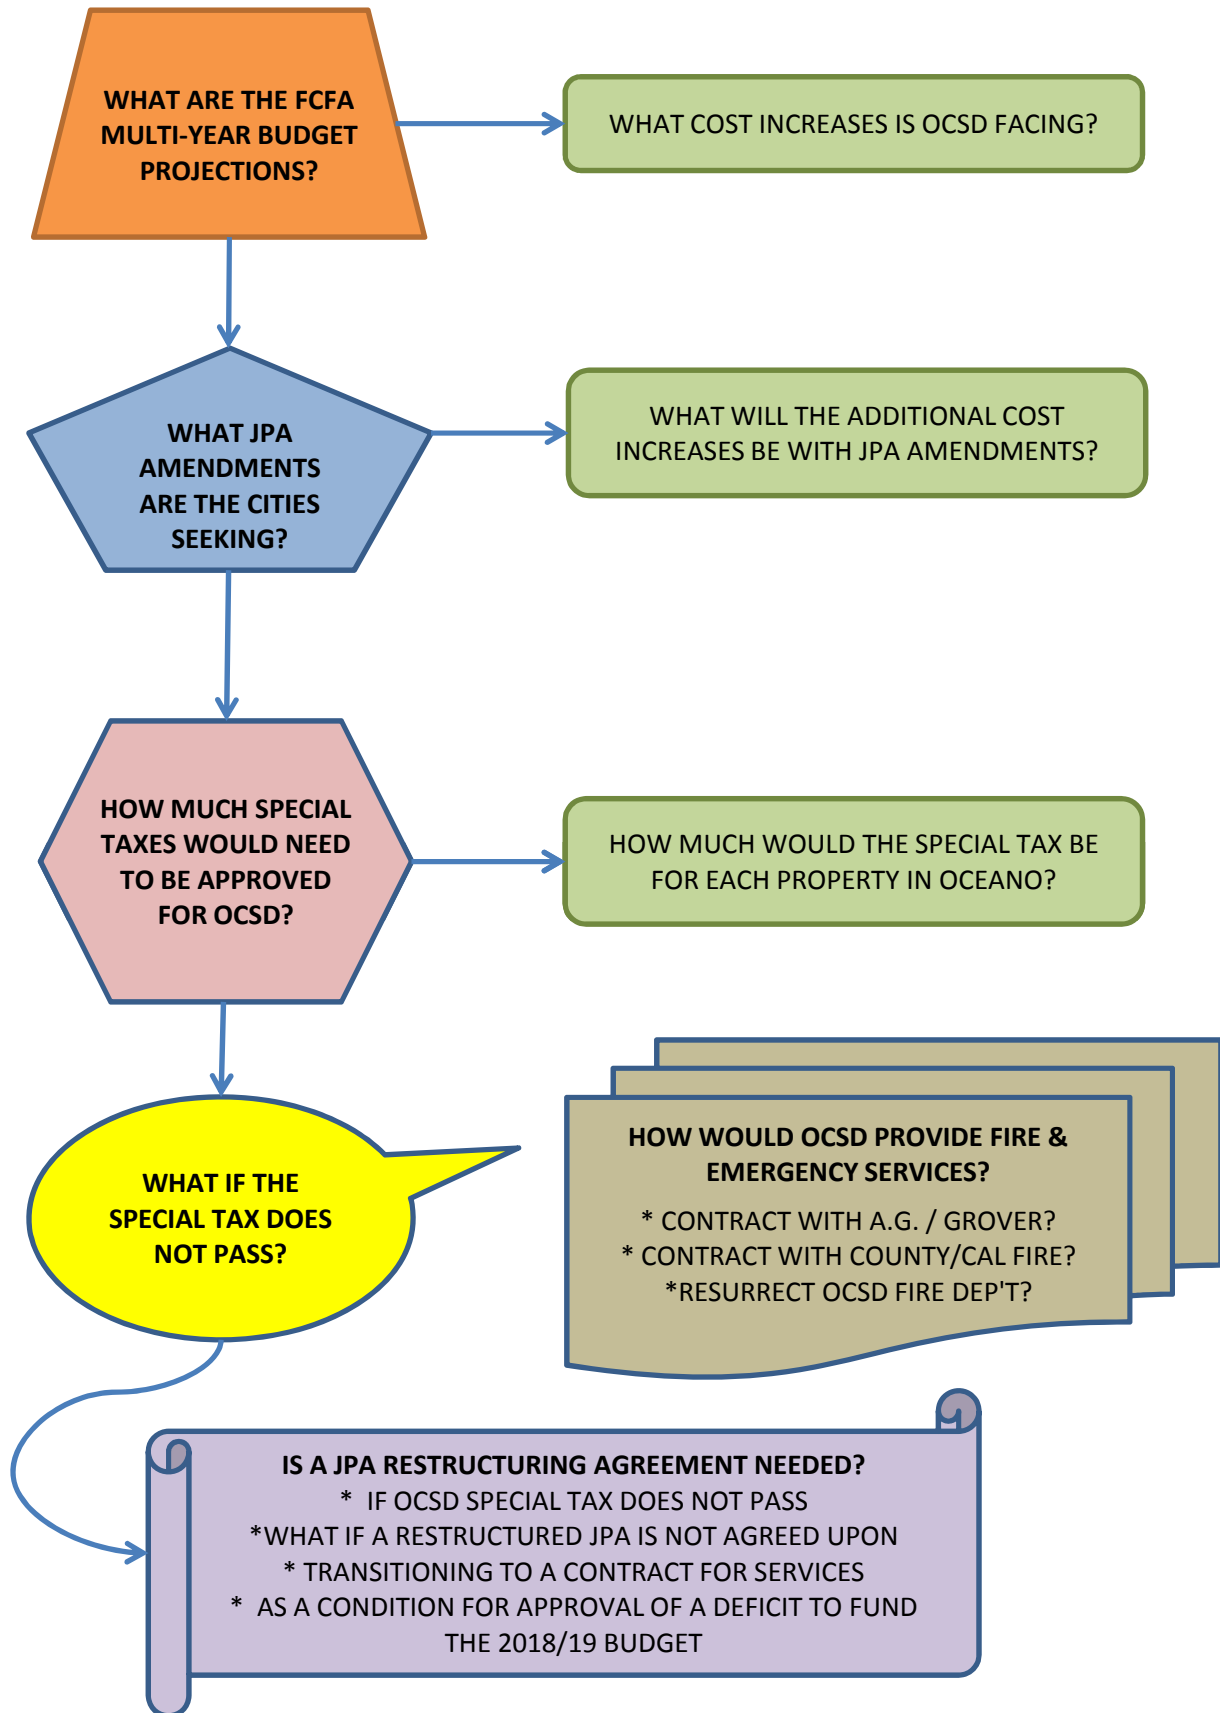 WHAT ARE THE FCFA
MULTI-YEAR BUDGET
PROJECTIONS?
WHAT COST INCREASES IS OCSD FACING?
WHAT JPA
AMENDMENTS
ARE THE CITIES
SEEKING?
WHAT WILL THE ADDITIONAL COST
INCREASES BE WITH JPA AMENDMENTS?
HOW MUCH SPECIAL
TAXES WOULD NEED
TO BE APPROVED
FOR OCSD?
HOW MUCH WOULD THE SPECIAL TAX BE
FOR EACH PROPERTY IN OCEANO?
WHAT IF THE
SPECIAL TAX DOES
NOT PASS?
HOW WOULD OCSD PROVIDE FIRE &
EMERGENCY SERVICES?
* CONTRACT WITH A.G. / GROVER?
* CONTRACT WITH COUNTY/CAL FIRE?
*RESURRECT OCSD FIRE DEP'T?
IS A JPA RESTRUCTURING AGREEMENT NEEDED?
* IF OCSD SPECIAL TAX DOES NOT PASS
*WHAT IF A RESTRUCTURED JPA IS NOT AGREED UPON
* TRANSITIONING TO A CONTRACT FOR SERVICES
* AS A CONDITION FOR APPROVAL OF A DEFICIT TO FUND
THE 2018/19 BUDGET